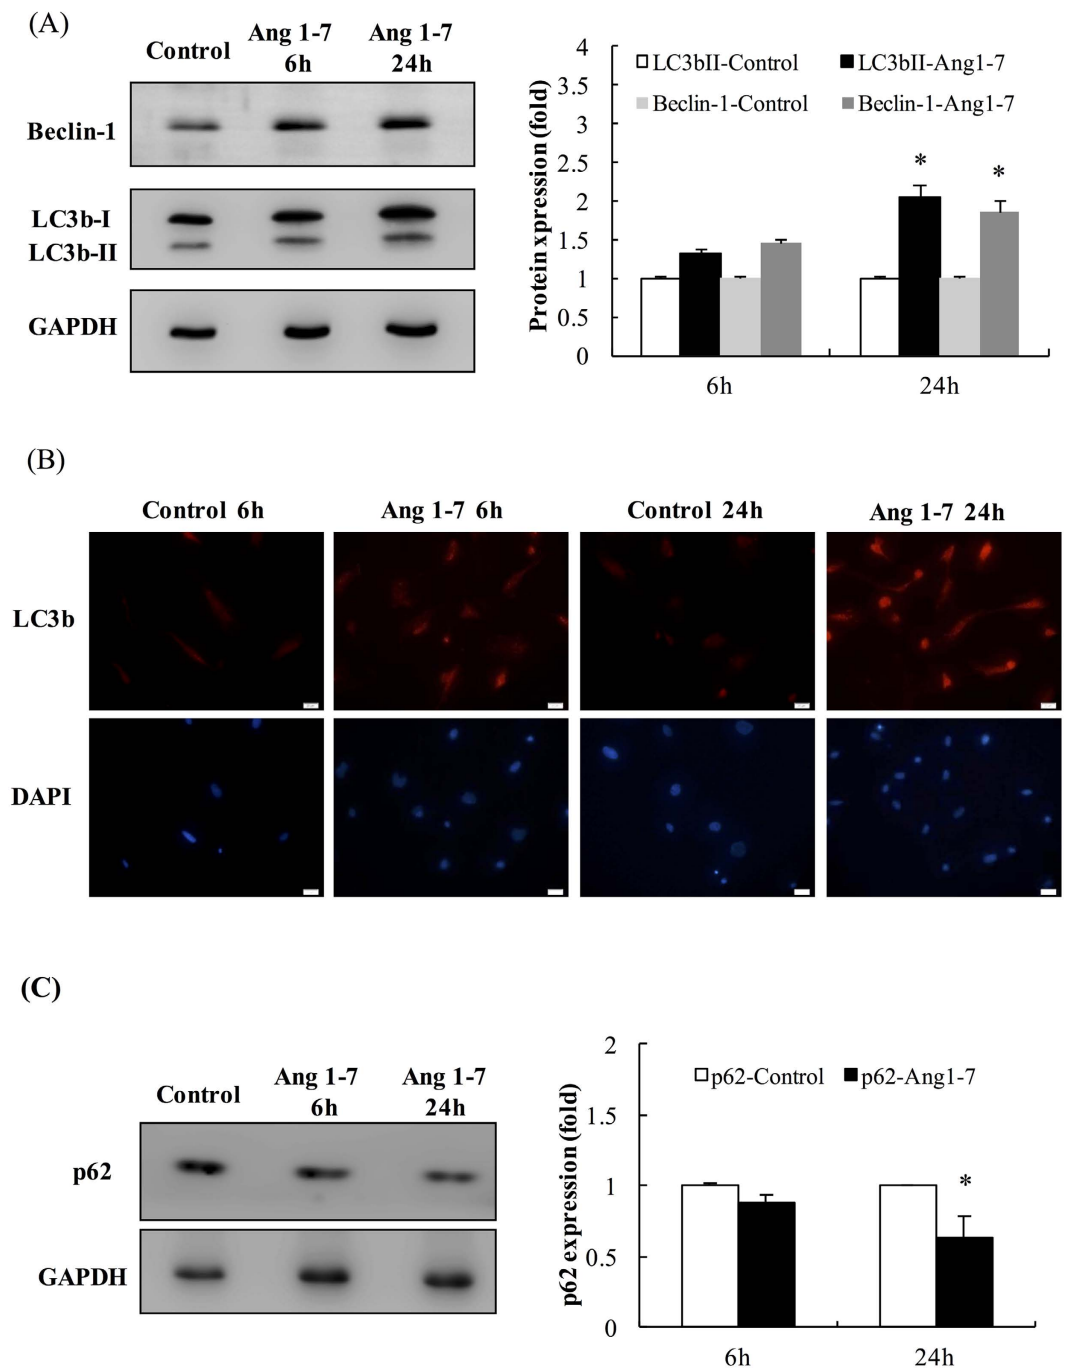 (A)
Control
Ang 1-7
6h
Ang 1-7
24h
Beclin-1
LC3b-I
LC3b-II
GAPDH
Protein xpression (fold)
4
3.5
3
2.5
2
1.5
1
0.5
0
LC3bII-Control
LC3bII-Ang1-7
Beclin-1-Control
Beclin-1-Ang1-7
*
*
6h
24h
(B)
Control 6h
Ang 1-7 6h
Control 24h
Ang 1-7 24h
LC3b
DAPI
(C)
Control
Ang 1-7
6h
Ang 1-7
24h
p62
GAPDH
p62 expression (fold)
2
1.5
1
0.5
0
p62-Control
p62-Ang1-7
*
6h
24h